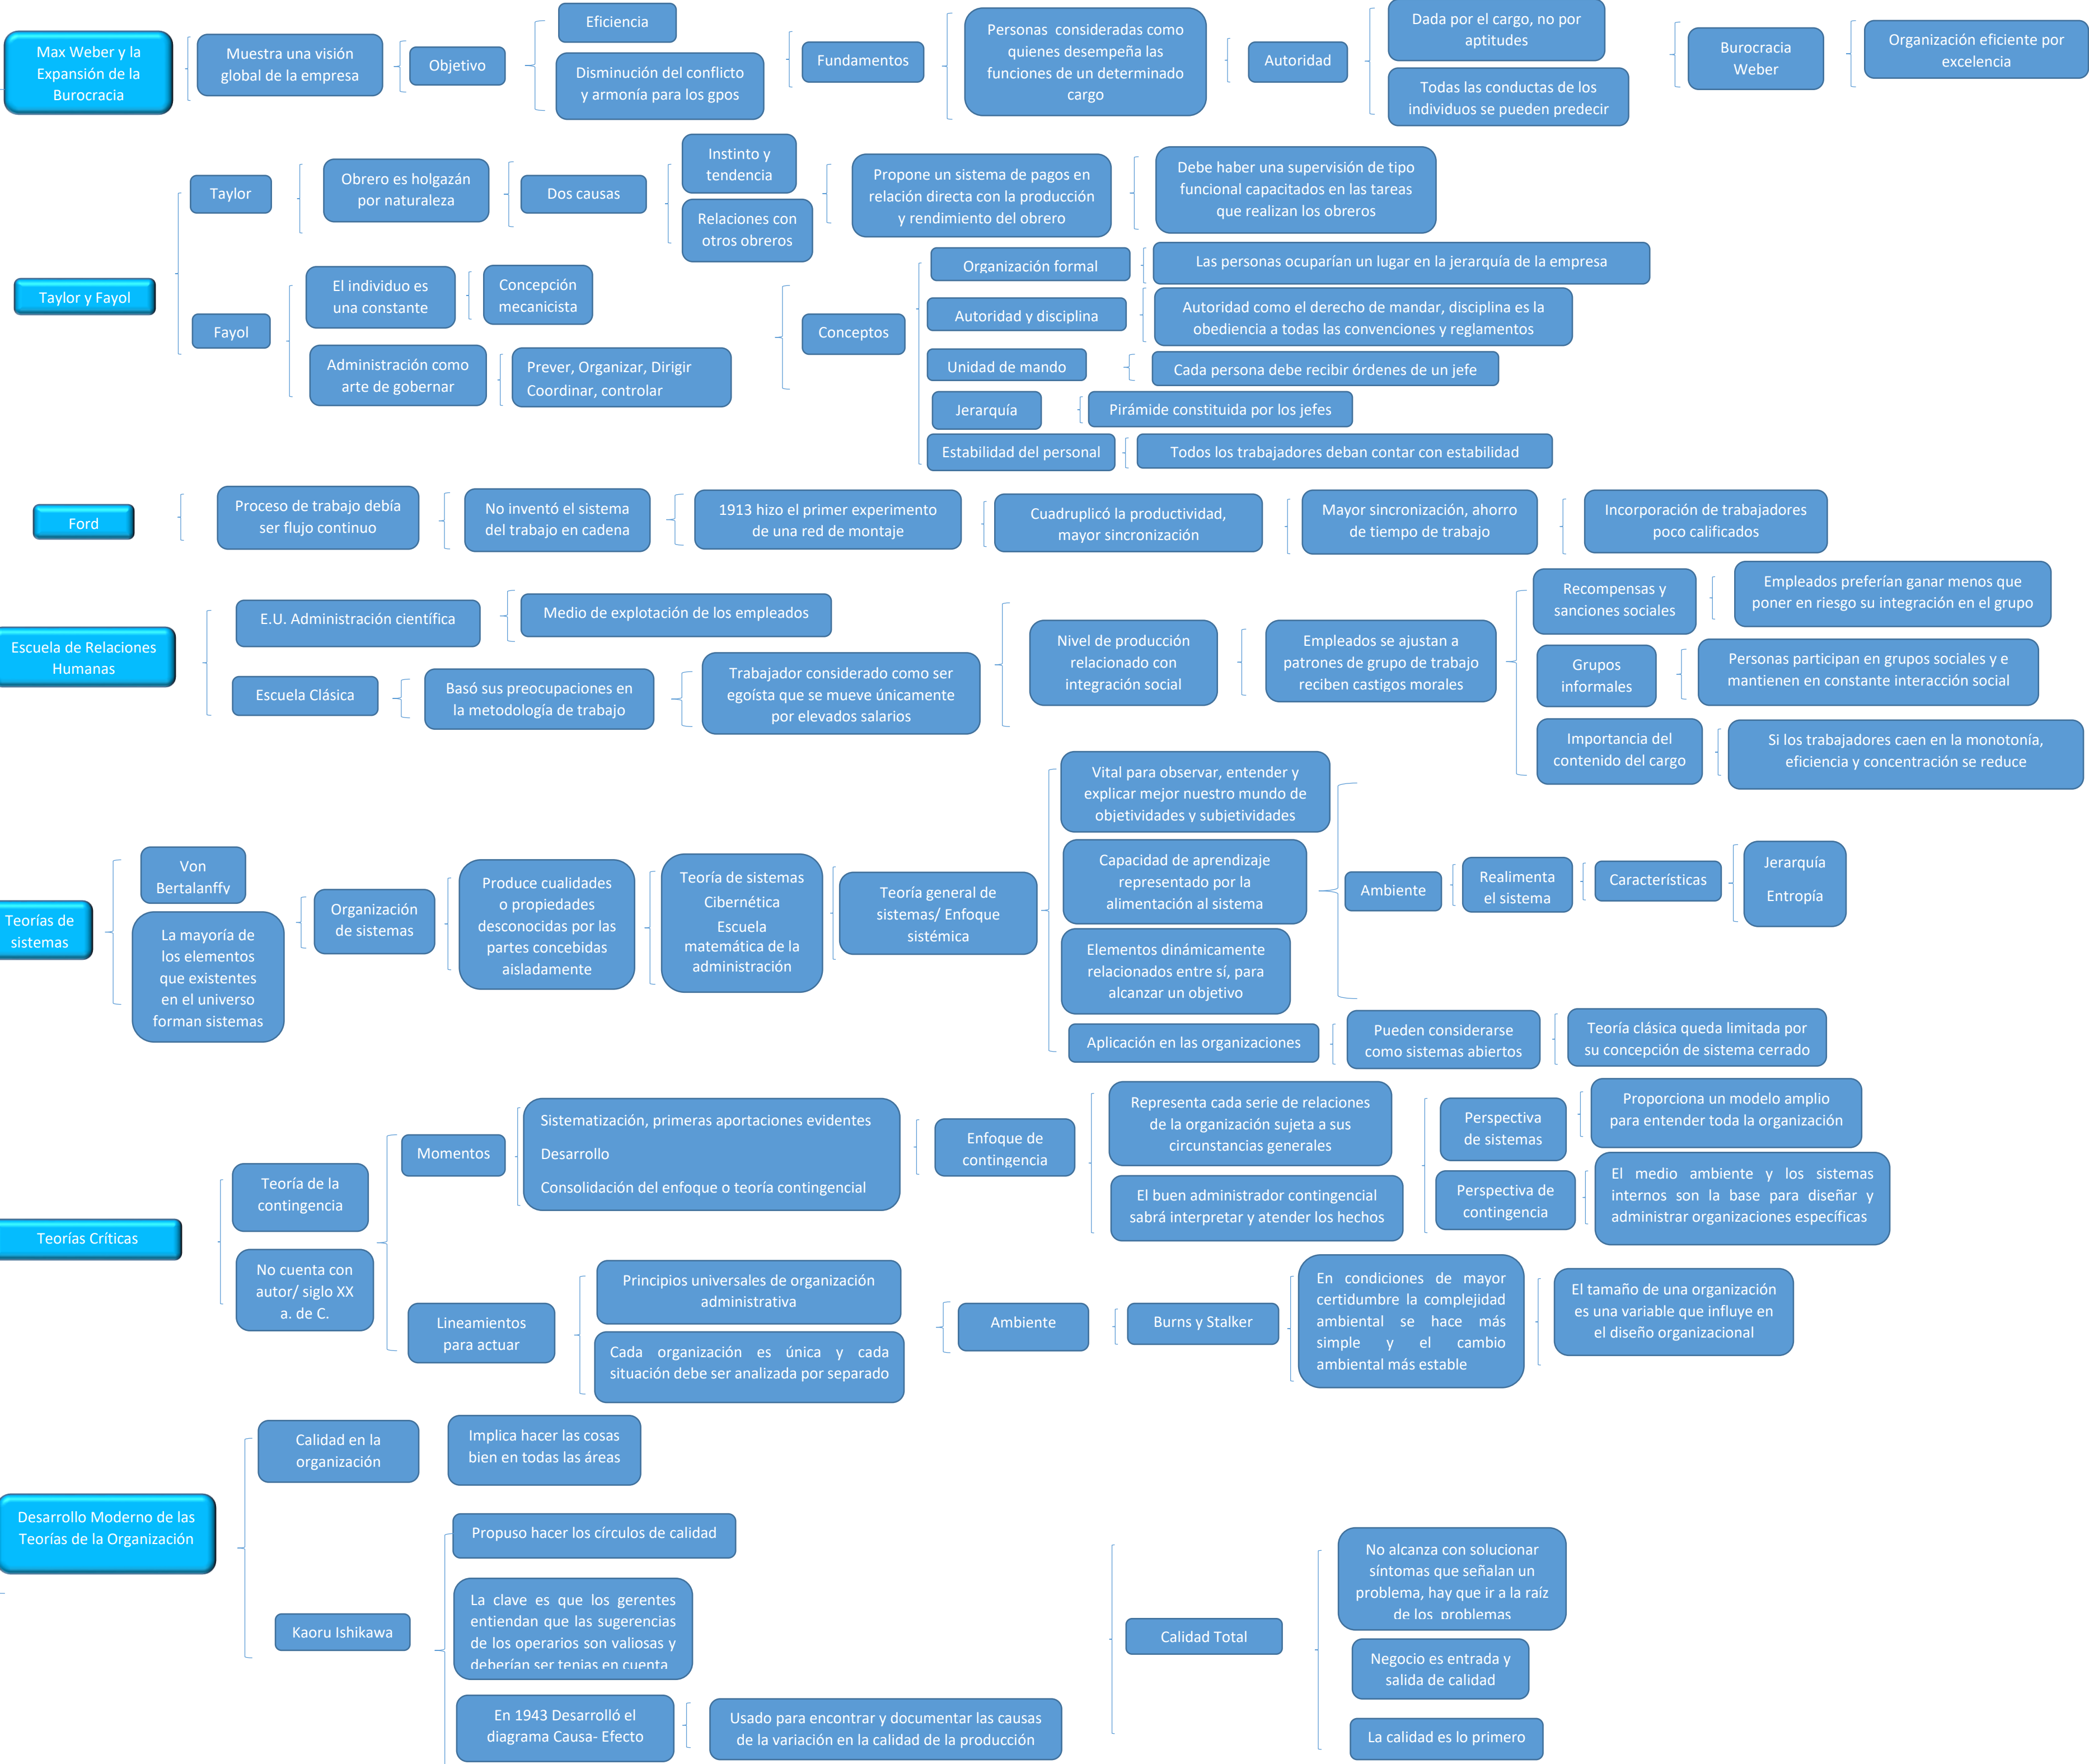 Max Weber y la
Expansión de la
Burocracia
Muestra una visión
global de la empresa
Objetivo
Eficiencia
Disminución del conflicto
y armonía para los gpos
Fundamentos
Personas consideradas como
quienes desempeña las
funciones de un determinado
cargo
Autoridad
Dada por el cargo, no por
aptitudes
Todas las conductas de los
individuos se pueden predecir
Burocracia
Weber
Organización eficiente por
excelencia
Taylor y Fayol
Taylor
Obrero es holgazán
por naturaleza
Dos causas
Instinto y
tendencia
Relaciones con
otros obreros
Propone un sistema de pagos en
relación directa con la producción
y rendimiento del obrero
Debe haber una supervisión de tipo
funcional capacitados en las tareas
que realizan los obreros
Fayol
El individuo es
una constante
Concepción
mecanicista
Administración como
arte de gobernar
Prever, Organizar, Dirigir
Coordinar, controlar
Conceptos
Organización formal
Las personas ocuparían un lugar en la jerarquía de la empresa
Autoridad y disciplina
Autoridad como el derecho de mandar, disciplina es la
obediencia a todas las convenciones y reglamentos
Unidad de mando
Cada persona debe recibir órdenes de un jefe
Jerarquía
Pirámide constituida por los jefes
Estabilidad del personal
Todos los trabajadores deban contar con estabilidad
Ford
Proceso de trabajo debía
ser flujo continuo
No inventó el sistema
del trabajo en cadena
1913 hizo el primer experimento
de una red de montaje
Cuadruplicó la productividad,
mayor sincronización
Mayor sincronización, ahorro
de tiempo de trabajo
Incorporación de trabajadores
poco calificados
Escuela de Relaciones
Humanas
E.U. Administración científica
Medio de explotación de los empleados
Escuela Clásica
Basó sus preocupaciones en
la metodología de trabajo
Trabajador considerado como ser
egoísta que se mueve únicamente
por elevados salarios
Nivel de producción
relacionado con
integración social
Empleados se ajustan a
patrones de grupo de trabajo
reciben castigos morales
Recompensas y
sanciones sociales
Empleados preferían ganar menos que
poner en riesgo su integración en el grupo
Grupos
informales
Personas participan en grupos sociales y e
mantienen en constante interacción social
Importancia del
contenido del cargo
Si los trabajadores caen en la monotonía,
eficiencia y concentración se reduce
Teorías de
sistemas
Von
Bertalanffy
La mayoría de
los elementos
que existentes
en el universo
forman sistemas
Organización
de sistemas
Produce cualidades
o propiedades
desconocidas por las
partes concebidas
aisladamente
Teoría de sistemas
Cibernética
Escuela
matemática de la
administración
Teoría general de
sistemas/ Enfoque
sistémica
Vital para observar, entender y
explicar mejor nuestro mundo de
objetividades y subjetividades
Capacidad de aprendizaje
representado por la
alimentación al sistema
Elementos dinámicamente
relacionados entre sí, para
alcanzar un objetivo
Ambiente
Realimenta
el sistema
Características
Jerarquía
Entropía
Aplicación en las organizaciones
Pueden considerarse
como sistemas abiertos
Teoría clásica queda limitada por
su concepción de sistema cerrado
Teorías Críticas
Teoría de la
contingencia
No cuenta con
autor/ siglo XX
a. de C.
Momentos
Sistematización, primeras aportaciones evidentes
Desarrollo
Consolidación del enfoque o teoría contingencial
Enfoque de
contingencia
Representa cada serie de relaciones
de la organización sujeta a sus
circunstancias generales
El buen administrador contingencial
sabrá interpretar y atender los hechos
Perspectiva
de sistemas
Proporciona un modelo amplio
para entender toda la organización
Perspectiva de
contingencia
El medio ambiente y los sistemas
internos son la base para diseñar y
administrar organizaciones específicas
Lineamientos
para actuar
Principios universales de organización
administrativa
Cada organización es única y cada
situación debe ser analizada por separado
Ambiente
Burns y Stalker
En condiciones de mayor
certidumbre la complejidad
ambiental se hace más
simple y el cambio
ambiental más estable
El tamaño de una organización
es una variable que influye en
el diseño organizacional
Desarrollo Moderno de las
Teorías de la Organización
Calidad en la
organización
Implica hacer las cosas
bien en todas las áreas
Kaoru Ishikawa
Propuso hacer los círculos de calidad
La clave es que los gerentes
entiendan que las sugerencias
de los operarios son valiosas y
deberían ser tenias en cuenta
En 1943 Desarrolló el
diagrama Causa- Efecto
Usado para encontrar y documentar las causas
de la variación en la calidad de la producción
Calidad Total
No alcanza con solucionar
síntomas que señalan un
problema, hay que ir a la raíz
de los problemas
Negocio es entrada y
salida de calidad
La calidad es lo primero